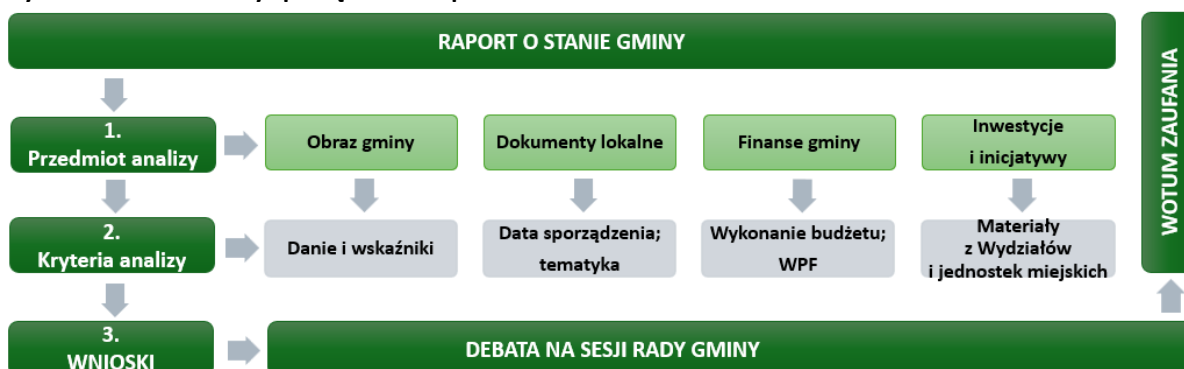 RAPORT O STANIE GMINY
WOTUM ZAUFANIA
1.
Przedmiot analizy
Obraz gminy
Dokumenty lokalne
Finanse gminy
Inwestycje
i inicjatywy
2.
Kryteria analizy
Danie i wskaźniki
Data sporządzenia;
tematyka
Wykonanie budżetu;
WPF
Materiały
z Wydziałów
i jednostek miejskich
3.
WNIOSKI
DEBATA NA SESJI RADY GMINY